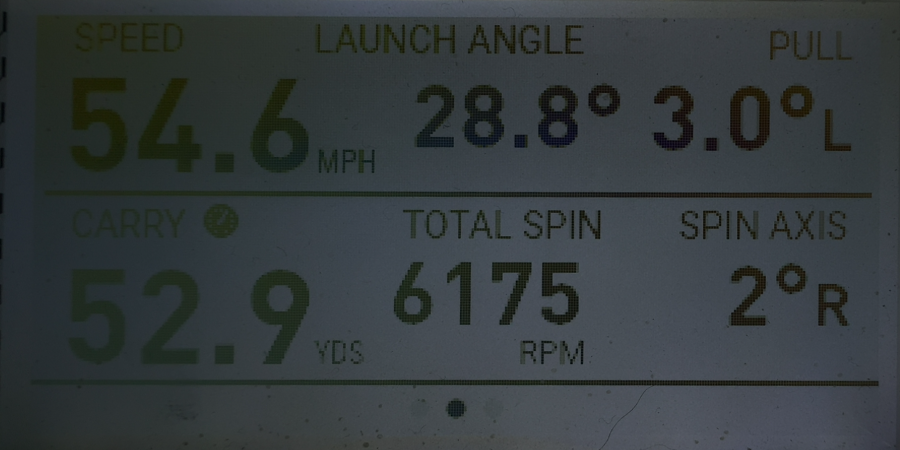 SPEED LAUNCH ANGLE PULL
54.6 MPH 28.8° 3.0° L
CARRY TOTAL SPIN SPIN AXIS
52.9 YDS 6175 RPM 2° R